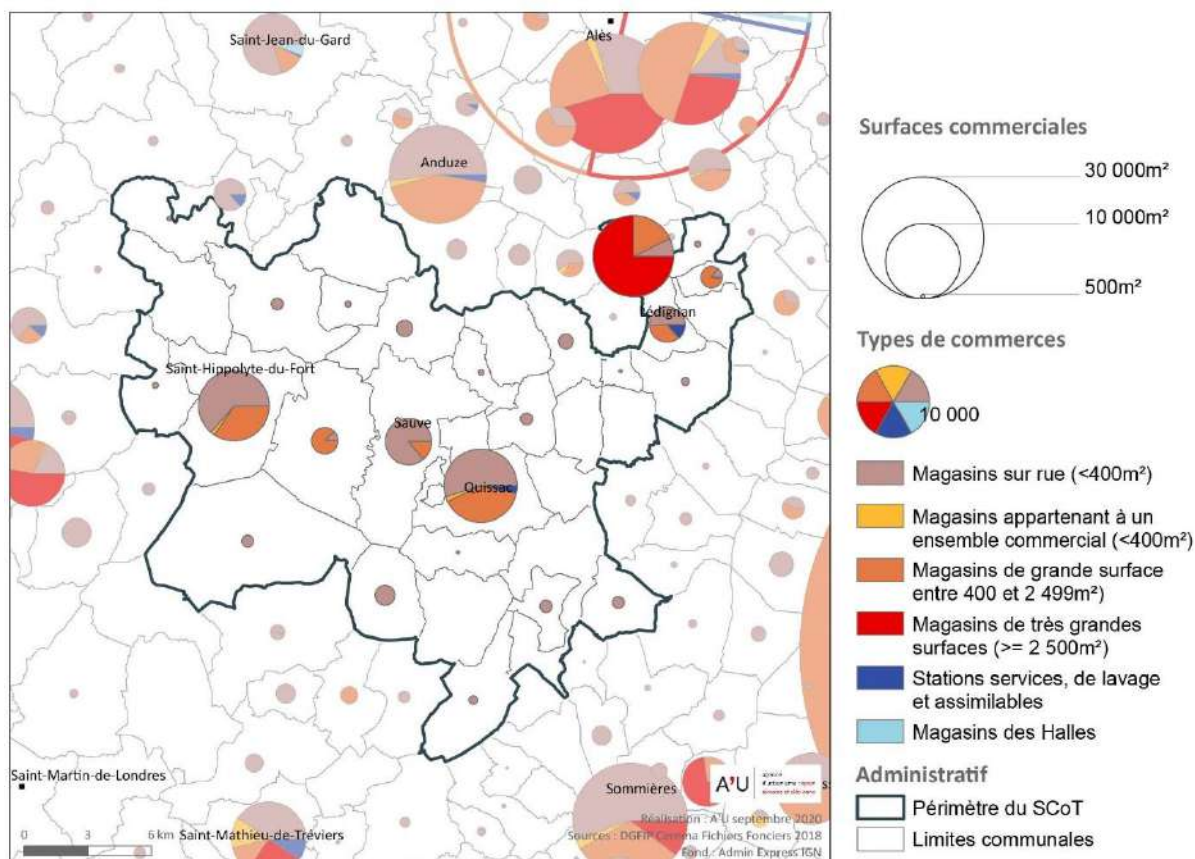 Saint-Jean-du-Gard
Alès
Anduze
Lédignan
Saint-Hippolyte-du-Fort
Sauve
Quissac
Saint-Martin-de-Londres
Sommières
Saint-Mathieu-de-Tréviers
0 3 6 km
A'U
Réalisation : A'U septembre 2020
Sources : DGFIP Cerema Fichiers Fonciers 2018
Fond : Admin Express IGN
Surfaces commerciales
30 000m²
10 000m²
500m²
Types de commerces
10 000
Magasins sur rue (<400m²)
Magasins appartenant à un
ensemble commercial (<400m²)
Magasins de grande surface
entre 400 et 2 499m²)
Magasins de très grandes
surfaces (>= 2 500m²)
Stations services, de lavage
et assimilables
Magasins des Halles
Administratif
Périmètre du SCoT
Limites communales